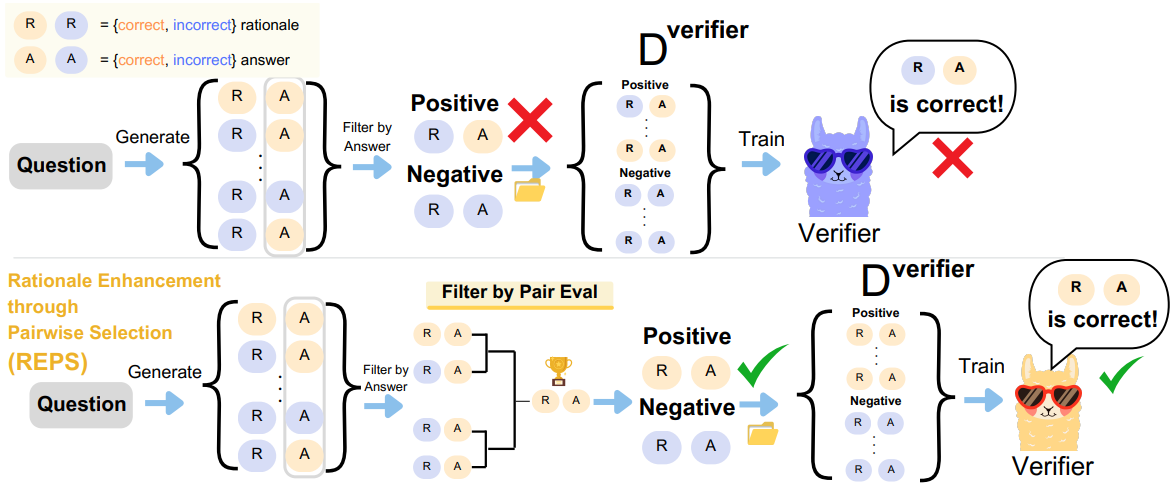 R R = {correct, incorrect} rationale
A A = {correct, incorrect} answer
Question
Generate
R A
R A
R A
R A
Filter by
Answer
Positive
R A
Negative
R A
D verifier
Positive
R A
R A
Negative
R A
R A
Train
R A
is correct!
Verifier
Rationale Enhancement
through
Pairwise Selection
(REPS)
Question
Generate
R A
R A
R A
R A
Filter by
Answer
Filter by Pair Eval
R A
R A
R A
R A
R A
Positive
R A
Negative
R A
D verifier
Positive
R A
R A
Negative
R A
R A
Train
R A
is correct!
Verifier